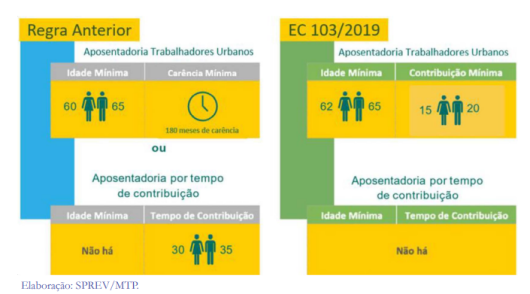 Regra Anterior
Aposentadoria Trabalhadores Urbanos
Idade Mínima
Carência Mínima
60 65
180 meses de carência
ou
Aposentadoria por tempo
de contribuição
Idade Mínima
Tempo de Contribuição
Não há
30 35
EC 103/2019
Aposentadoria Trabalhadores Urbanos
Idade Mínima
Contribuição Mínima
62 65
15 20
Aposentadoria por tempo
de contribuição
Idade Mínima
Tempo de Contribuição
Não há
Elaboração: SPREV/MTP.